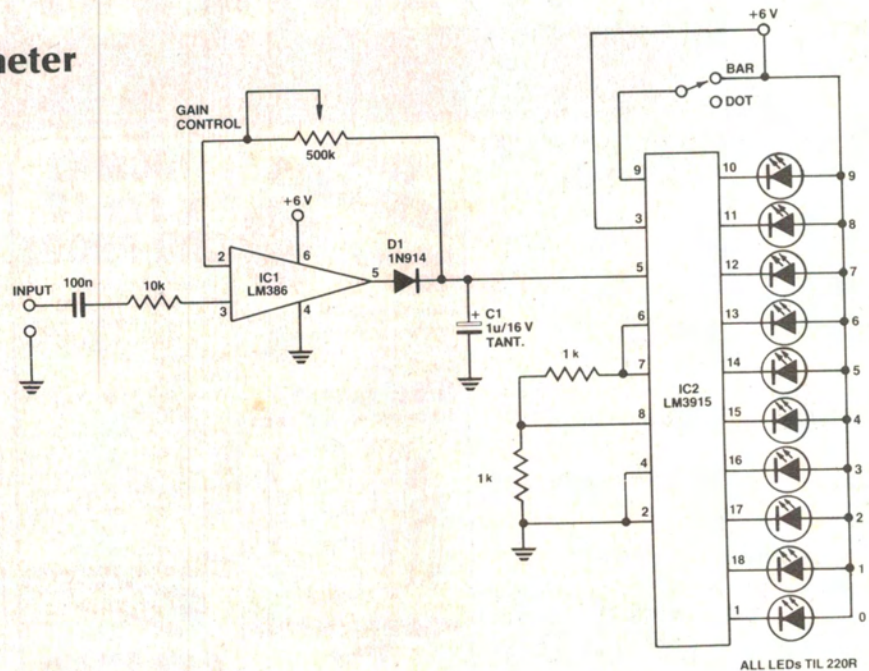 neter
+6 V
BAR
DOT
GAIN
CONTROL
500k
+6 V
INPUT
100n
10k
2
3
6
4
5
IC1
LM386
D1
1N914
+
C1
1u/16 V
TANT.
1 k
1 k
9
3
5
6
7
8
4
2
IC2
LM3915
10
11
12
13
14
15
16
17
18
1
9
8
7
6
5
4
3
2
1
0
ALL LEDs TIL 220R